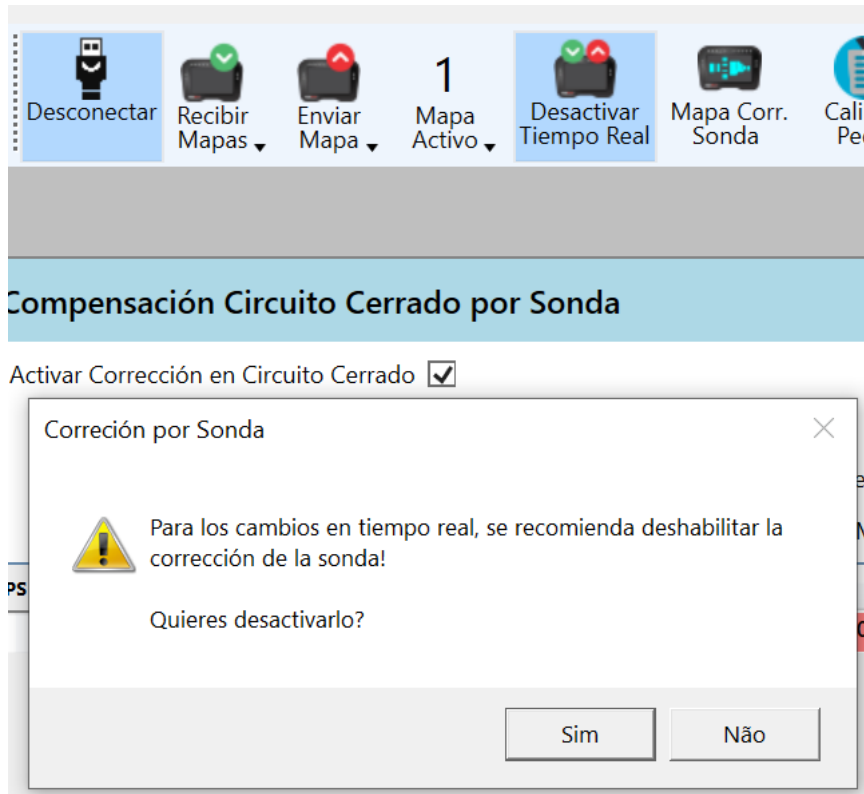 Desconectar
Recibir
Mapas
Enviar
Mapa
1
Mapa
Activo
Desactivar
Tiempo Real
Mapa Corr.
Sonda
Compensación Circuito Cerrado por Sonda
Activar Corrección en Circuito Cerrado
Correción por Sonda
Para los cambios en tiempo real, se recomienda deshabilitar la
corrección de la sonda!
Quieres desactivarlo?
Sim
Não